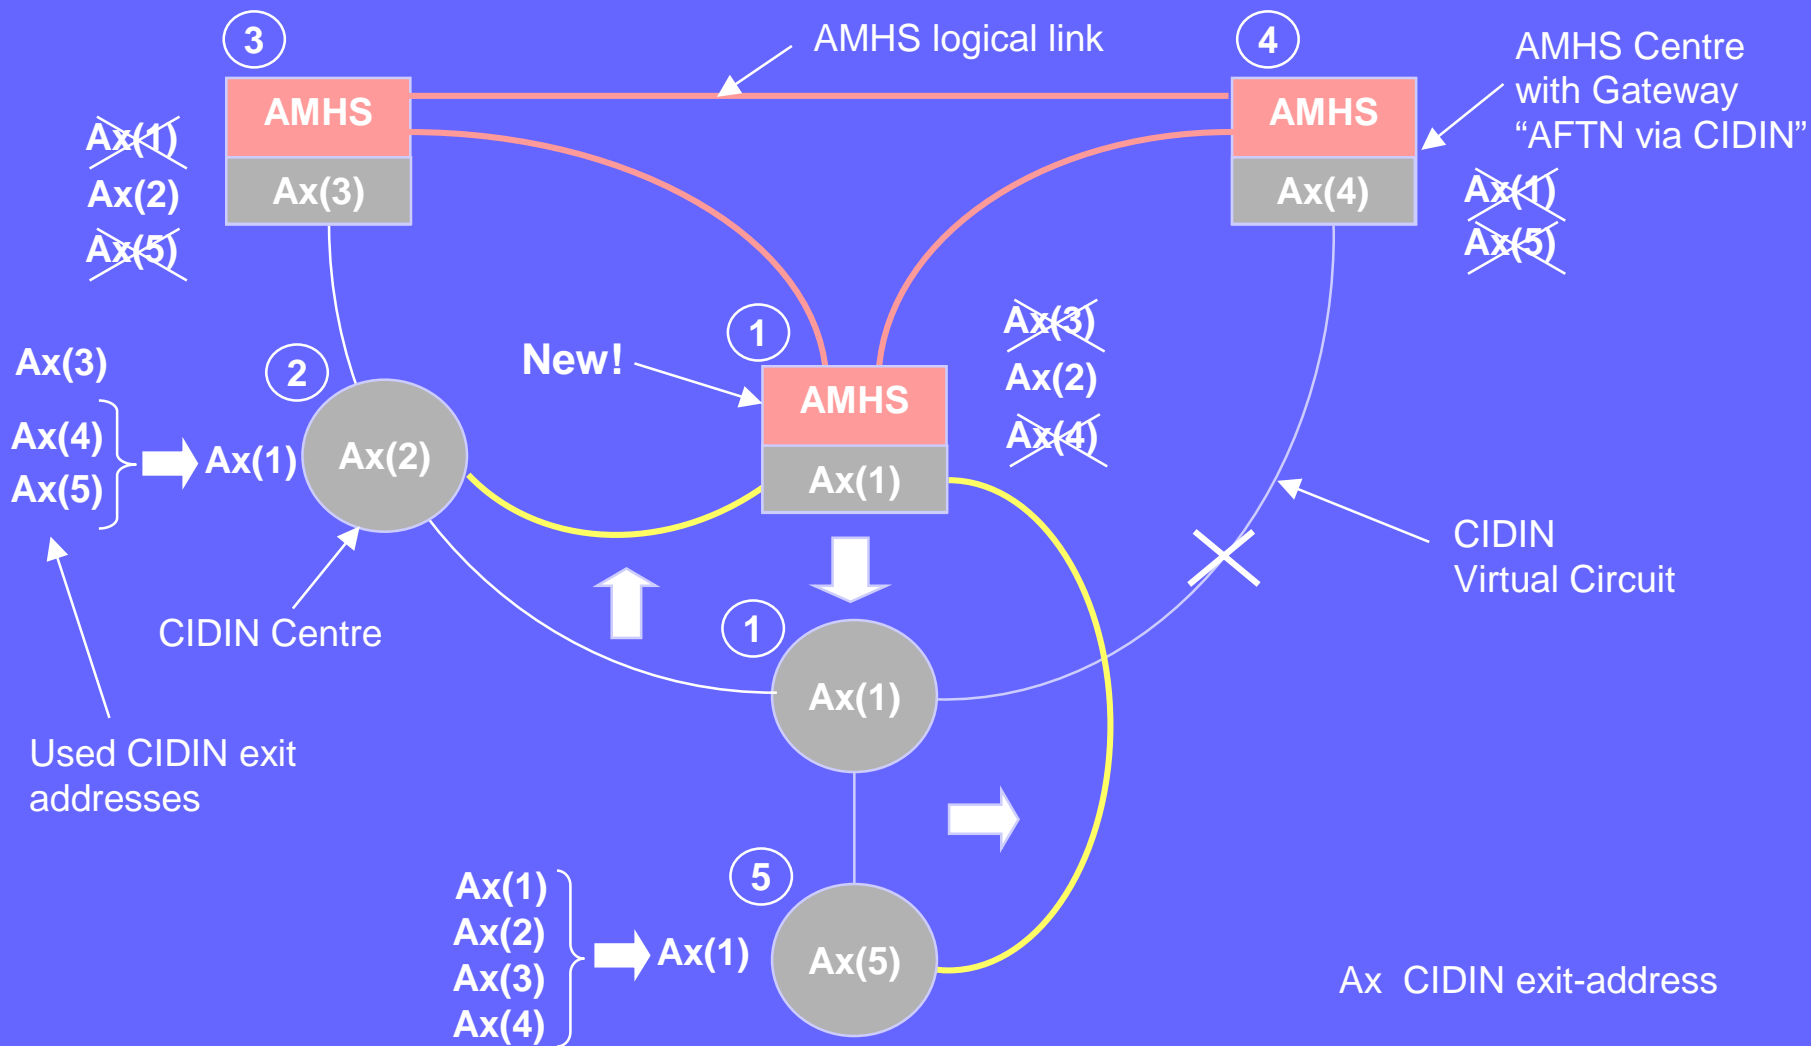 3
AMHS logical link
4
AMHS Centre
with Gateway
“AFTN via CIDIN”
AMHS
Ax(3)
Ax(1)
Ax(2)
Ax(5)
AMHS
Ax(4)
Ax(1)
Ax(5)
New!
1
AMHS
Ax(1)
Ax(3)
Ax(2)
Ax(4)
2
Ax(3)
Ax(4)
Ax(5)
Ax(1)
Ax(2)
CIDIN
Virtual Circuit
CIDIN Centre
1
Ax(1)
Used CIDIN exit
addresses
5
Ax(1)
Ax(2)
Ax(3)
Ax(4)
Ax(1)
Ax(5)
Ax CIDIN exit-address